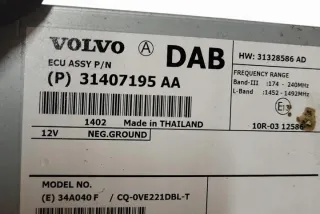 VOLVO Ⓐ DAB HW: 31328586 AD
ECU ASSY P/N
(P) 31407195 AA
FREQUENCY RANGE
Band-III :174 - 240MHz
L-Band :1452 - 1492MHz
E13
10R-03 12586
1402 Made in THAILAND
12V NEG.GROUND
MODEL NO.
(E) 34A040 F / CQ-0VE221DBL-T